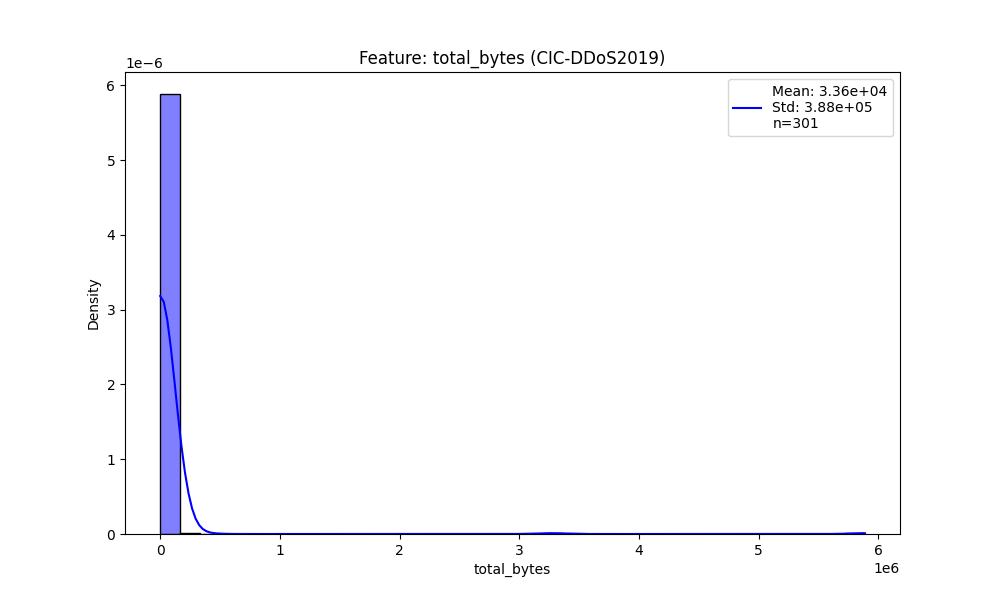 Feature: total_bytes (CIC-DDoS2019)
1e−6
Mean: 3.36e+04
Std: 3.88e+05
n=301
6
5
4
3
2
1
0
Density
0 1 2 3 4 5 6
1e6
total_bytes